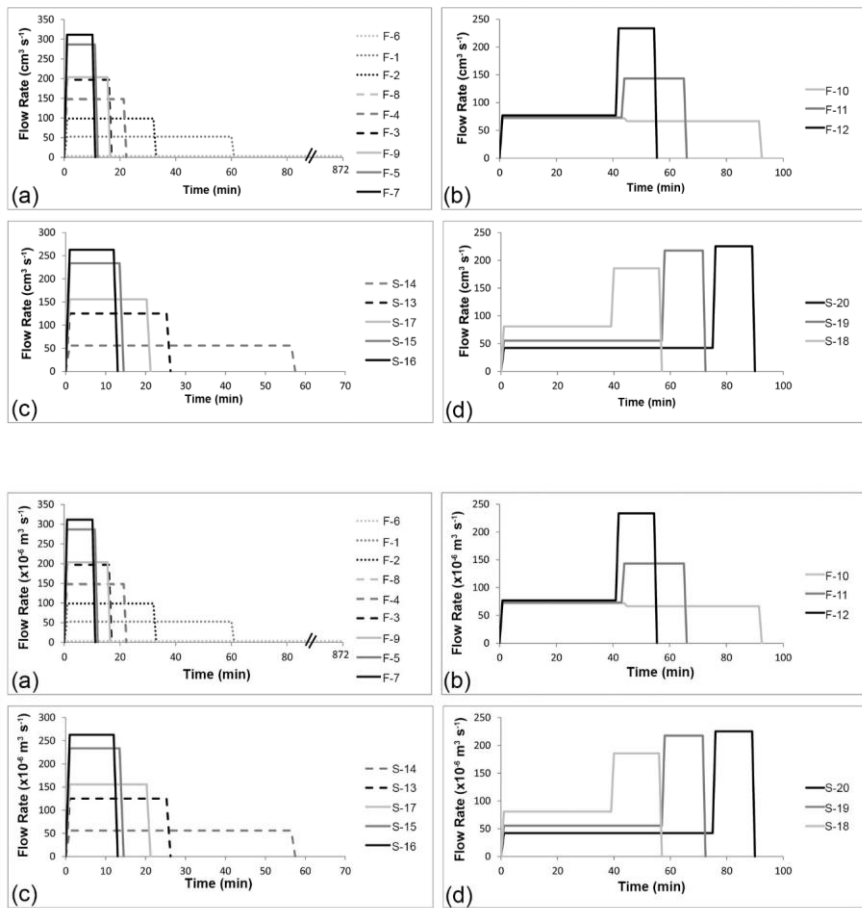 Flow Rate (cm³ s⁻¹)
350
300
250
200
150
100
50
0
0
20
40
60
80
872
Time (min)
(a)
F-6
F-1
F-2
F-8
F-4
F-3
F-9
F-5
F-7
Flow Rate (cm³ s⁻¹)
250
200
150
100
50
0
0
20
40
60
80
100
Time (min)
(b)
F-10
F-11
F-12
Flow Rate (cm³ s⁻¹)
300
250
200
150
100
50
0
0
10
20
30
40
50
60
70
Time (min)
(c)
S-14
S-13
S-17
S-15
S-16
Flow Rate (cm³ s⁻¹)
250
200
150
100
50
0
0
20
40
60
80
100
Time (min)
(d)
S-20
S-19
S-18
Flow Rate (x10⁻⁶ m³ s⁻¹)
350
300
250
200
150
100
50
0
0
20
40
60
80
872
Time (min)
(a)
F-6
F-1
F-2
F-8
F-4
F-3
F-9
F-5
F-7
Flow Rate (x10⁻⁶ m³ s⁻¹)
250
200
150
100
50
0
0
20
40
60
80
100
Time (min)
(b)
F-10
F-11
F-12
Flow Rate (x10⁻⁶ m³ s⁻¹)
300
250
200
150
100
50
0
0
10
20
30
40
50
60
70
Time (min)
(c)
S-14
S-13
S-17
S-15
S-16
Flow Rate (x10⁻⁶ m³ s⁻¹)
250
200
150
100
50
0
0
20
40
60
80
100
Time (min)
(d)
S-20
S-19
S-18